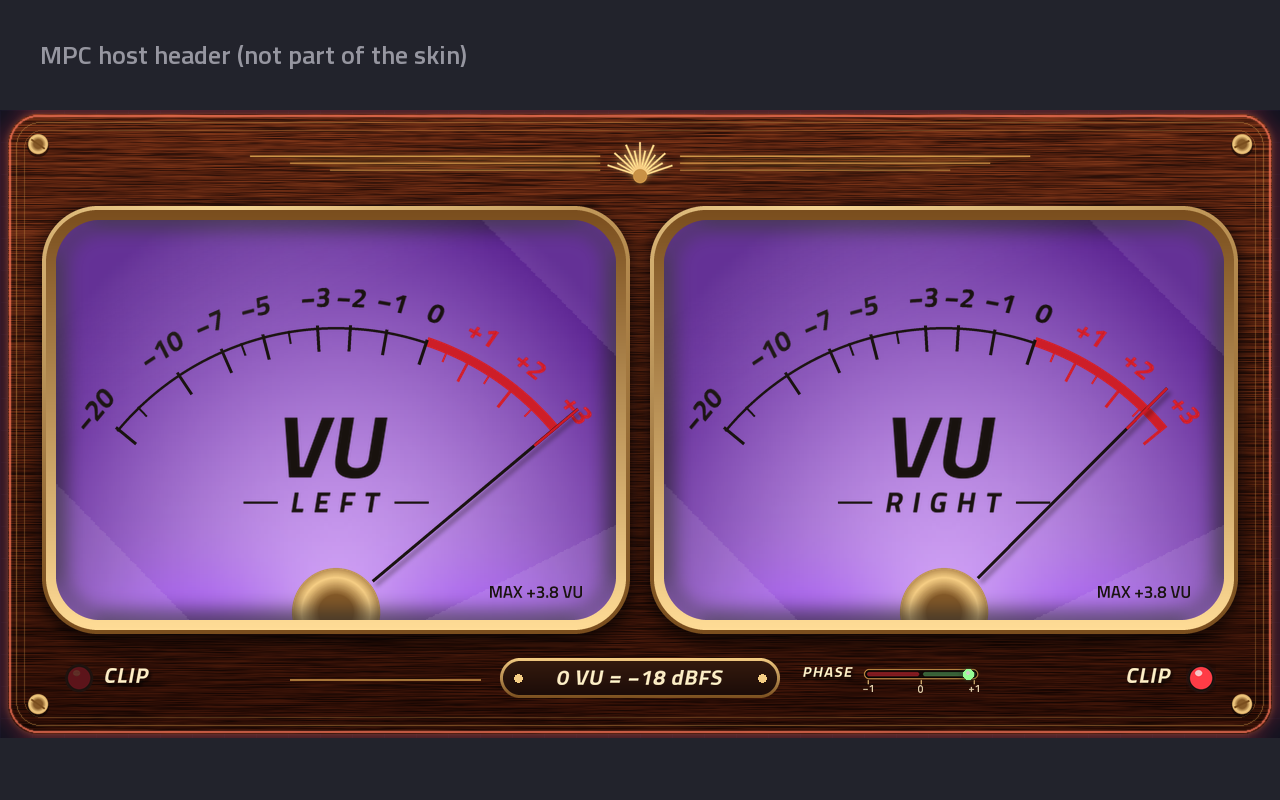 MPC host header (not part of the skin)
−20 −10 −7 −5 −3 −2 −1 0 +1 +2 +3
VU
LEFT
MAX +3.8 VU
−20 −10 −7 −5 −3 −2 −1 0 +1 +2 +3
VU
RIGHT
MAX +3.8 VU
CLIP
0 VU = −18 dBFS
PHASE
−1 0 +1
CLIP